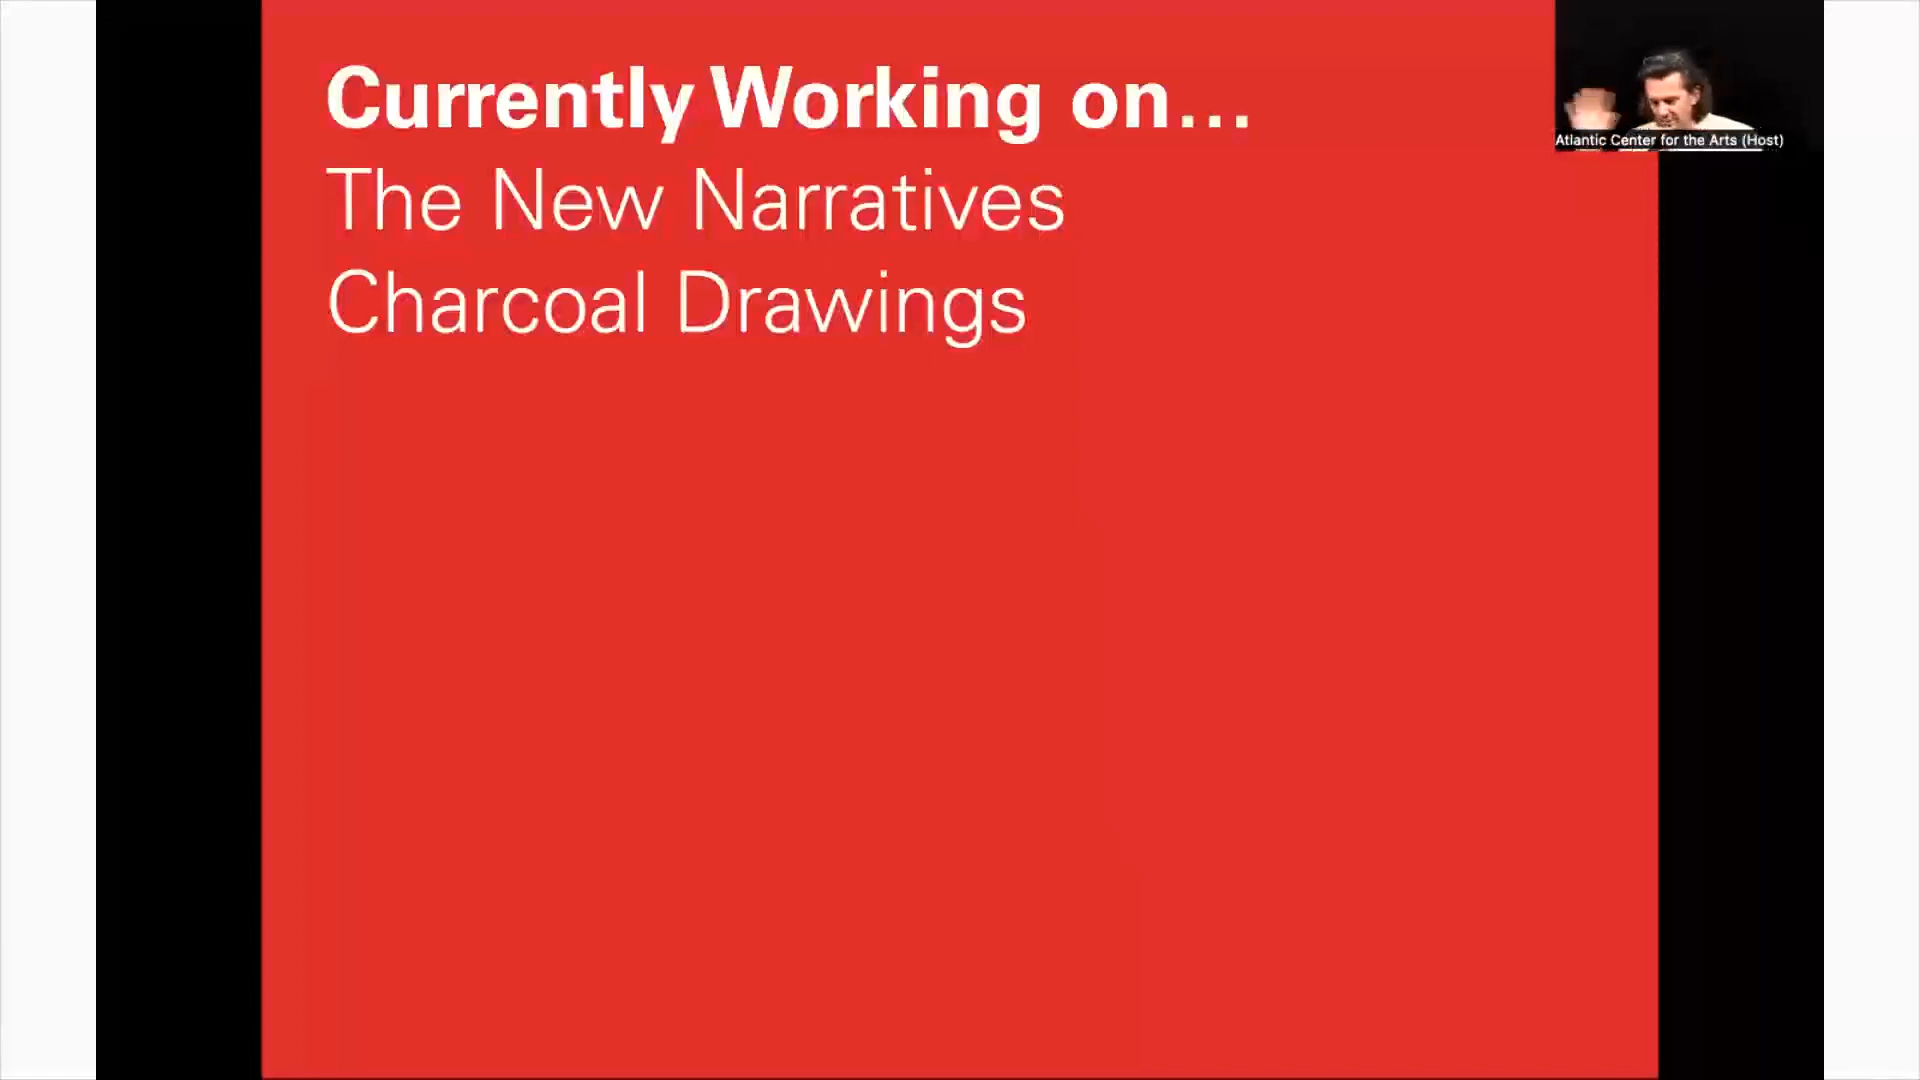 Currently Working on...
The New Narratives
Charcoal Drawings
Atlantic Center for the Arts (Host)